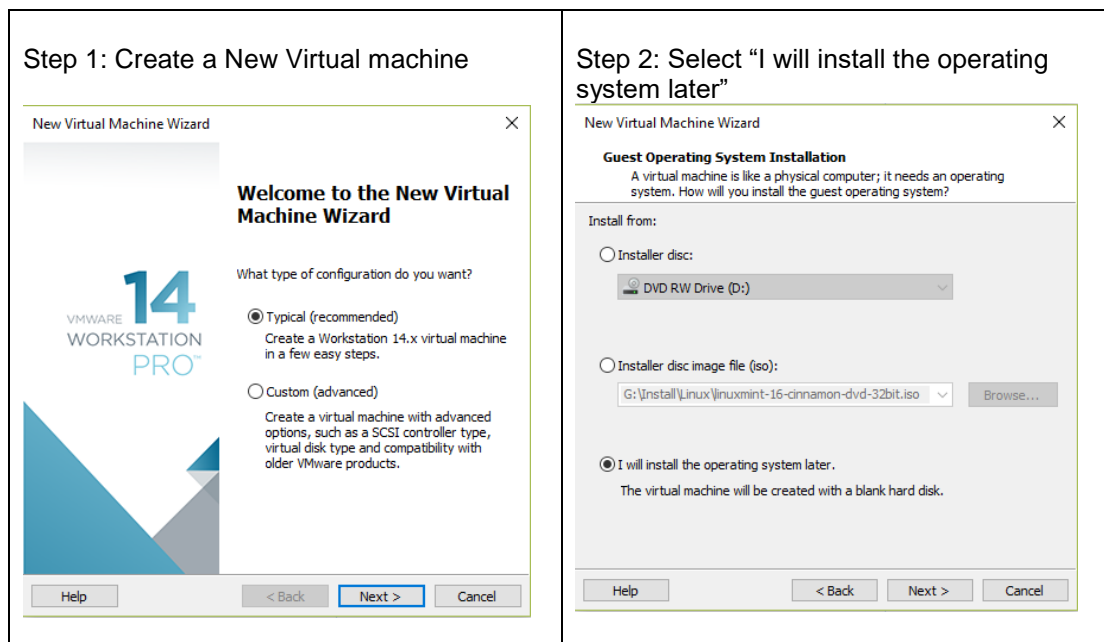 Step 1: Create a New Virtual machine
New Virtual Machine Wizard
Welcome to the New Virtual
Machine Wizard
What type of configuration do you want?
14
VMWARE
WORKSTATION
PRO™
Typical (recommended)
Create a Workstation 14.x virtual machine
in a few easy steps.
Custom (advanced)
Create a virtual machine with advanced
options, such as a SCSI controller type,
virtual disk type and compatibility with
older VMware products.
Help
< Back
Next >
Cancel
Step 2: Select “I will install the operating
system later”
New Virtual Machine Wizard
Guest Operating System Installation
A virtual machine is like a physical computer; it needs an operating
system. How will you install the guest operating system?
Install from:
Installer disc:
DVD RW Drive (D:)
Installer disc image file (iso):
G:\Install\Linux\linuxmint-16-cinnamon-dvd-32bit.iso
Browse...
I will install the operating system later.
The virtual machine will be created with a blank hard disk.
Help
< Back
Next >
Cancel